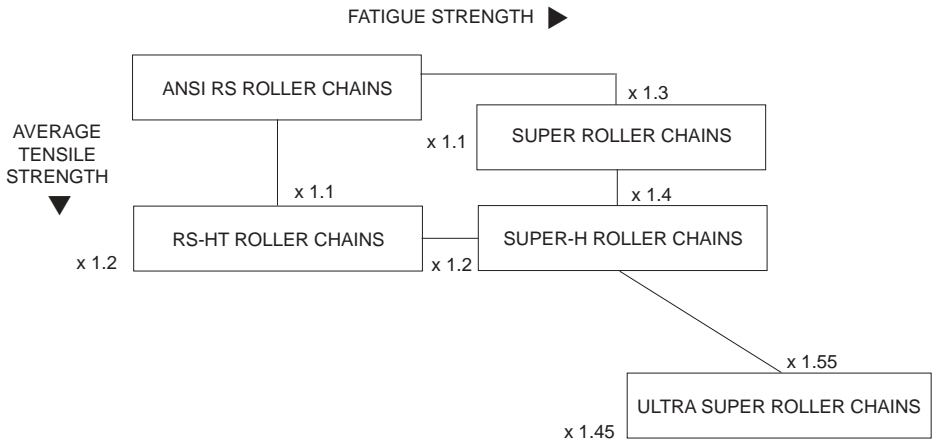 FATIGUE STRENGTH
ANSI RS ROLLER CHAINS
x 1.3
AVERAGE
TENSILE
STRENGTH
x 1.1
SUPER ROLLER CHAINS
x 1.1
x 1.4
RS-HT ROLLER CHAINS
SUPER-H ROLLER CHAINS
x 1.2
x 1.2
x 1.55
ULTRA SUPER ROLLER CHAINS
x 1.45